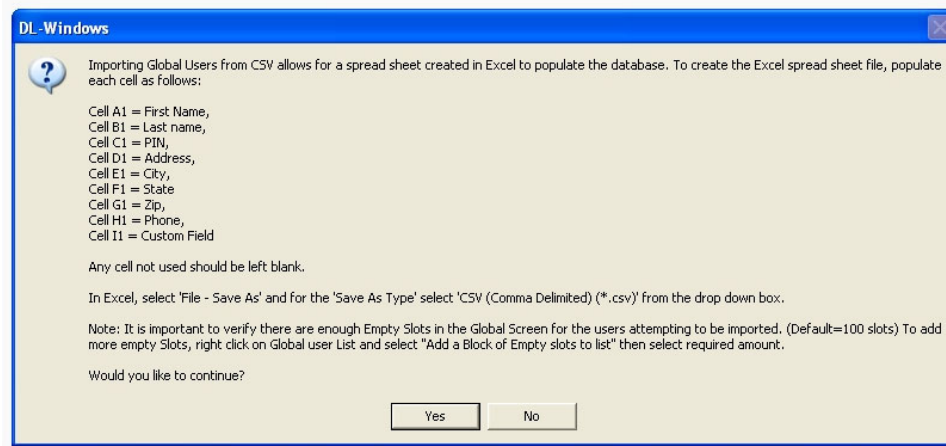 DL-Windows
Importing Global Users from CSV allows for a spread sheet created in Excel to populate the database. To create the Excel spread sheet file, populate
each cell as follows:
Cell A1 = First Name,
Cell B1 = Last name,
Cell C1 = PIN,
Cell D1 = Address,
Cell E1 = City,
Cell F1 = State
Cell G1 = Zip,
Cell H1 = Phone,
Cell I1 = Custom Field
Any cell not used should be left blank.
In Excel, select 'File - Save As' and for the 'Save As Type' select 'CSV (Comma Delimited) (*.csv)' from the drop down box.
Note: It is important to verify there are enough Empty Slots in the Global Screen for the users attempting to be imported. (Default=100 slots) To add
more empty Slots, right click on Global user List and select "Add a Block of Empty slots to list" then select required amount.
Would you like to continue?
Yes No